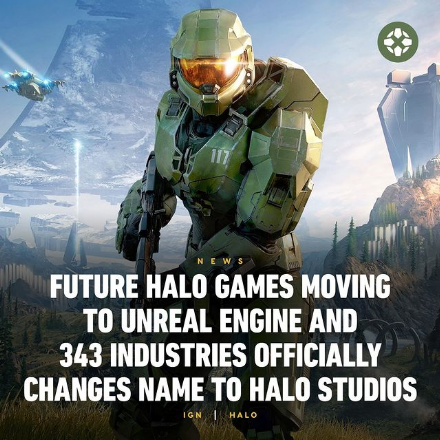 117
NEWS
FUTURE HALO GAMES MOVING
TO UNREAL ENGINE AND
343 INDUSTRIES OFFICIALLY
CHANGES NAME TO HALO STUDIOS
IGN | HALO